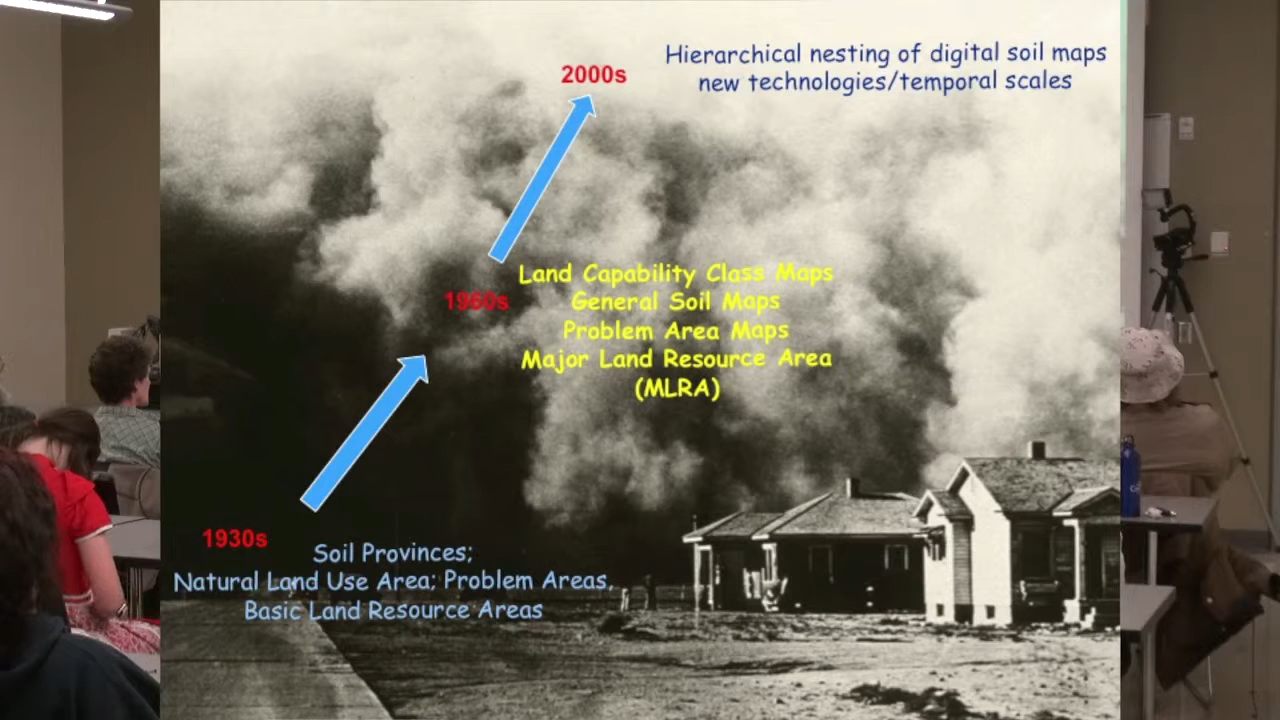 2000s
Hierarchical nesting of digital soil maps
new technologies/temporal scales
1960s
Land Capability Class Maps
General Soil Maps
Problem Area Maps
Major Land Resource Area
(MLRA)
1930s
Soil Provinces;
Natural Land Use Area; Problem Areas,
Basic Land Resource Areas